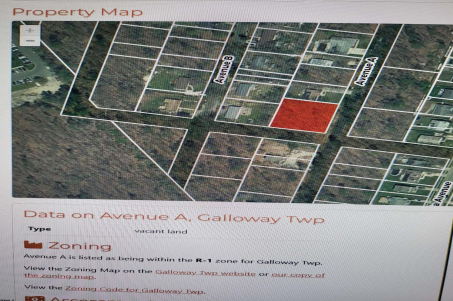 Property Map
+
−
Avenue B
Avenue A
Avenue
Data on Avenue A, Galloway Twp
Type vacant land
Zoning
Avenue A is listed as being within the R-1 zone for Galloway Twp.
View the Zoning Map on the Galloway Twp website or our copy of
the zoning map.
View the Zoning Code for Galloway Twp.